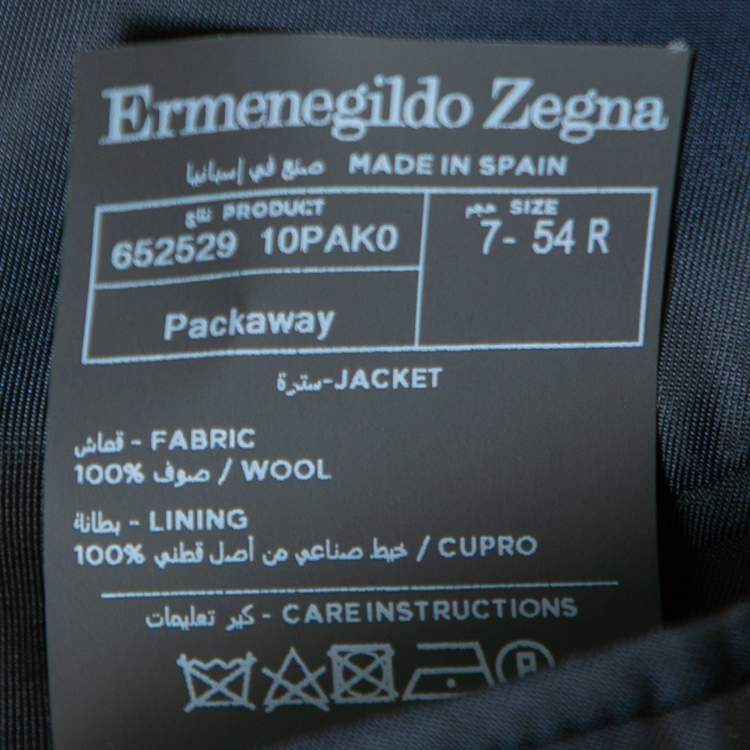 Ermenegildo Zegna
صنع في إسبانيا MADE IN SPAIN
نتاج PRODUCT
652529 10PAK0
Packaway
حجم SIZE
7- 54 R
سترة-JACKET
قماش - FABRIC
100% صوف / WOOL
بطانة - LINING
100% خيط صناعي من أصل قطني / CUPRO
كير تعليمات - CARE INSTRUCTIONS